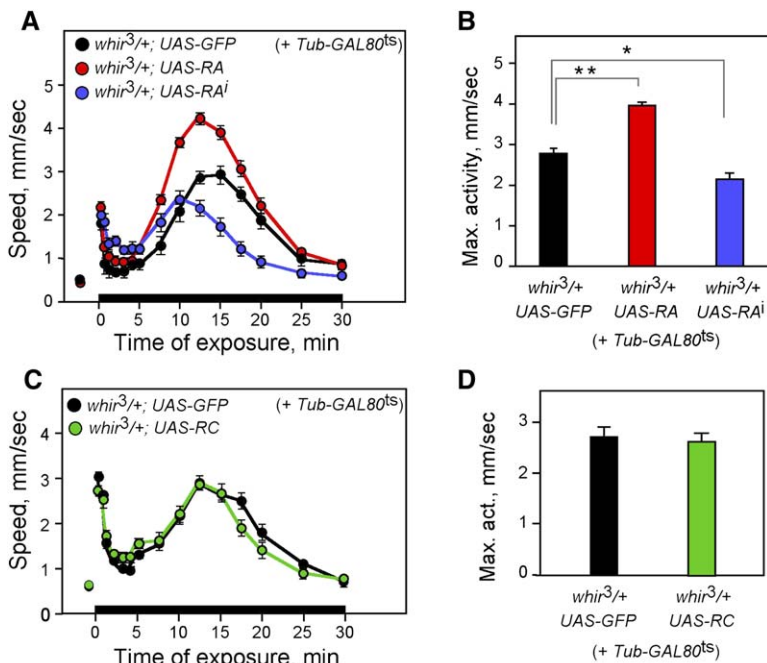 A
whir3/+; UAS-GFP (+ Tub-GAL80ts)
whir3/+; UAS-RA
whir3/+; UAS-RAi
Speed, mm/sec
5
4
3
2
1
0
0 5 10 15 20 25 30
Time of exposure, min
B
Max. activity, mm/sec
5
4
3
2
1
0
*
**
whir3/+ whir3/+ whir3/+
UAS-GFP UAS-RA UAS-RAi
(+ Tub-GAL80ts)
C
whir3/+; UAS-GFP (+ Tub-GAL80ts)
whir3/+; UAS-RC
Speed, mm/sec
4
3
2
1
0
0 5 10 15 20 25 30
Time of exposure, min
D
Max. act., mm/sec
3
2
2
0
whir3/+ whir3/+
UAS-GFP UAS-RC
(+ Tub-GAL80ts)